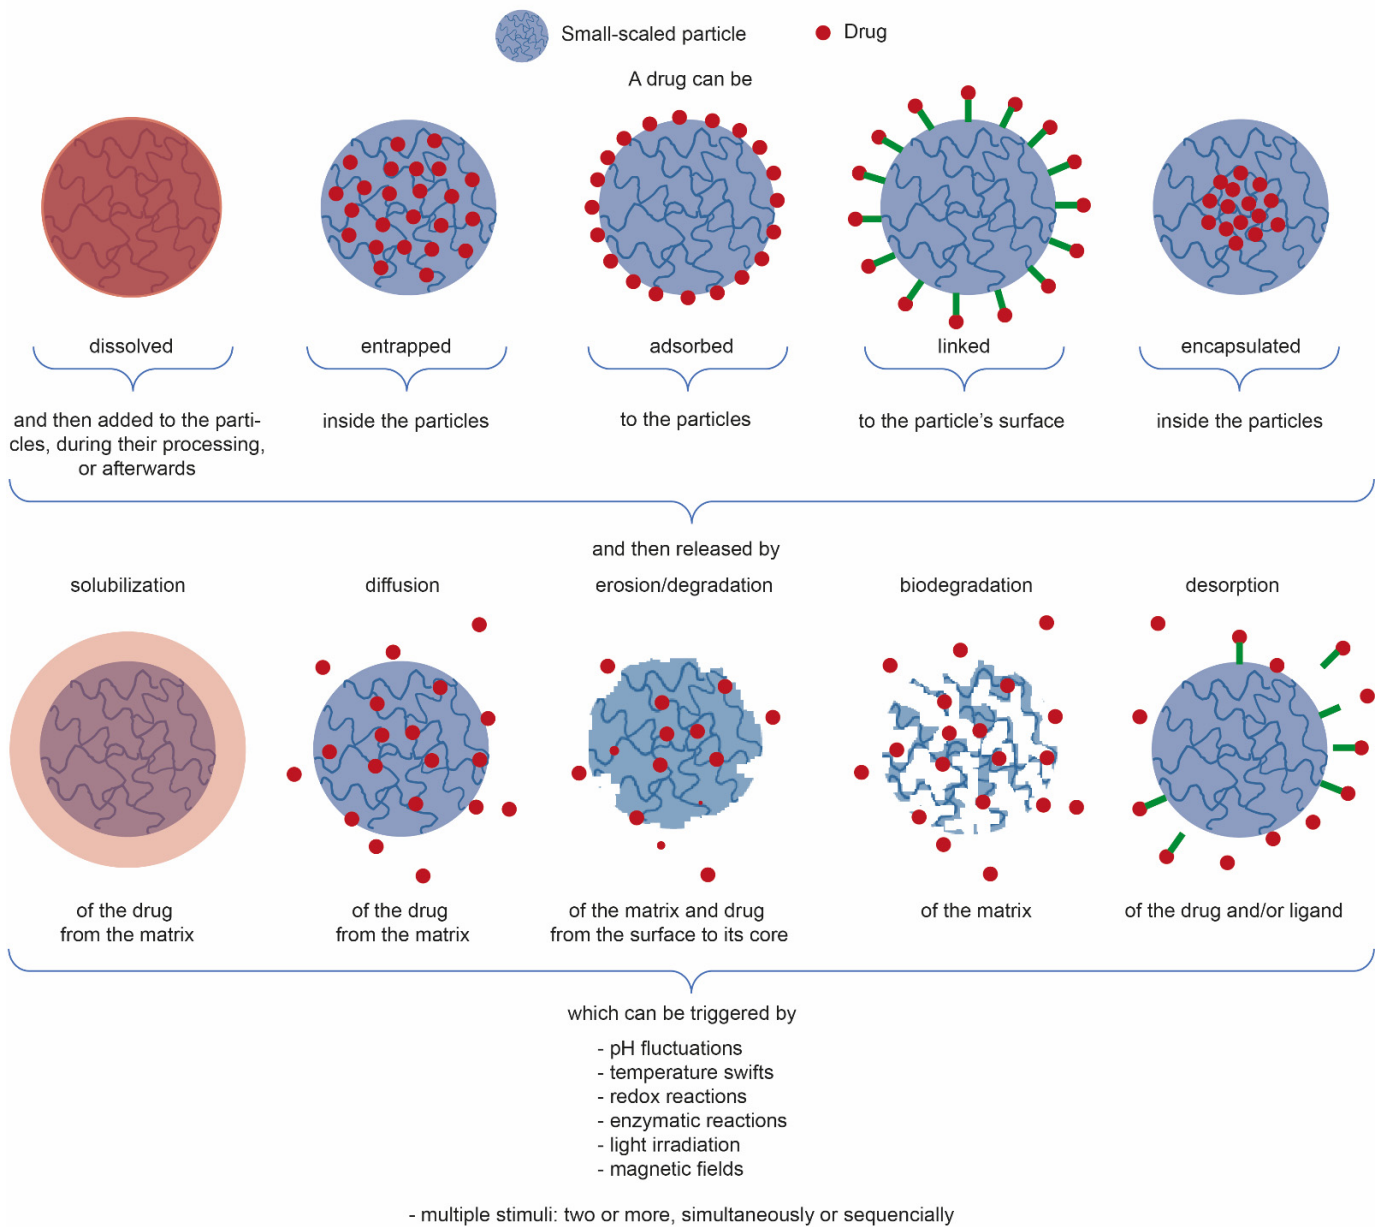 Small-scaled particle
Drug
A drug can be
dissolved
entrapped
adsorbed
linked
encapsulated
and then added to the parti-
cles, during their processing,
or afterwards
inside the particles
to the particles
to the particle's surface
inside the particles
and then released by
solubilization
diffusion
erosion/degradation
biodegradation
desorption
of the drug
from the matrix
of the drug
from the matrix
of the matrix and drug
from the surface to its core
of the matrix
of the drug and/or ligand
which can be triggered by
- pH fluctuations
- temperature swifts
- redox reactions
- enzymatic reactions
- light irradiation
- magnetic fields
- multiple stimuli: two or more, simultaneously or sequencially